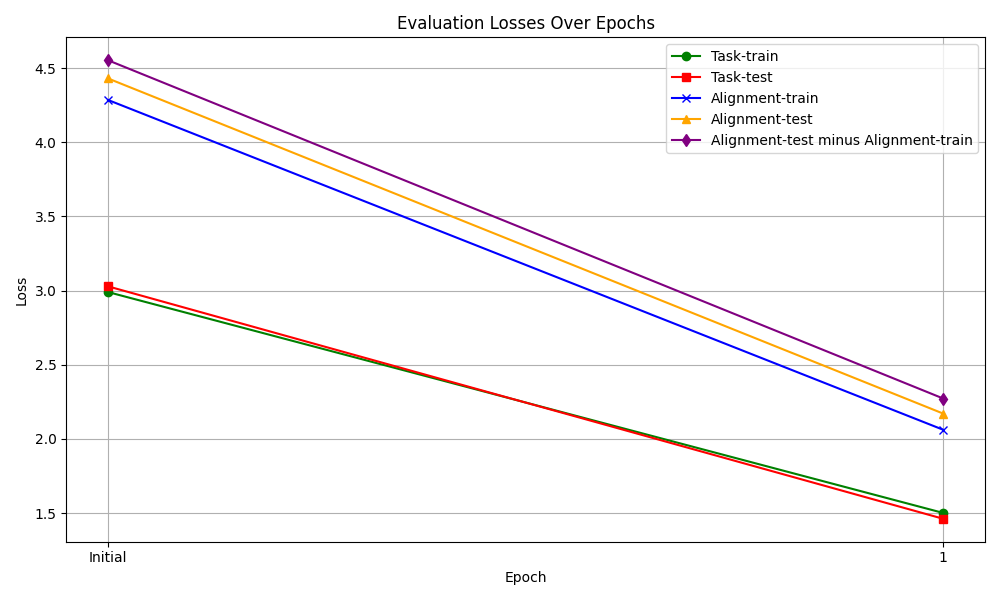 Evaluation Losses Over Epochs
Task-train
Task-test
Alignment-train
Alignment-test
Alignment-test minus Alignment-train
Loss
4.5
4.0
3.5
3.0
2.5
2.0
1.5
Initial
1
Epoch